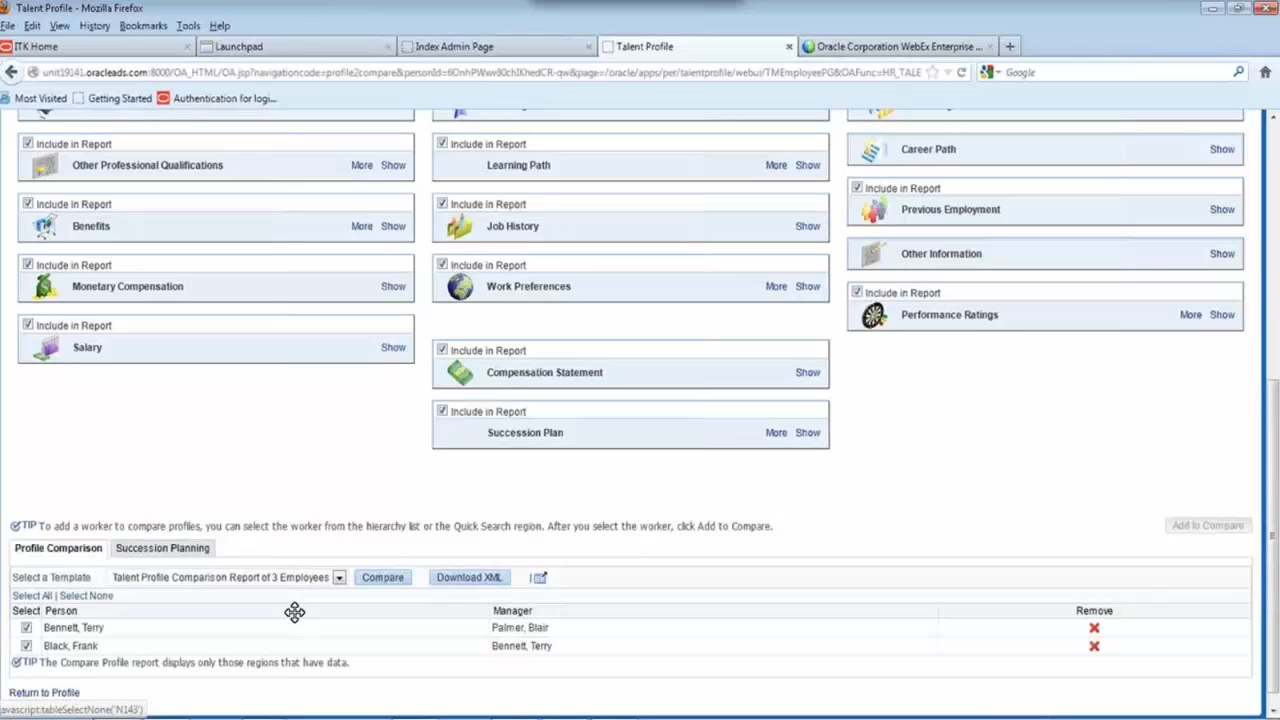 Talent Profile - Mozilla Firefox
File Edit View History Bookmarks Tools Help
ITK Home
Launchpad
Index Admin Page
Talent Profile
Oracle Corporation WebEx Enterprise ...
Google
Most Visited
Getting Started
Authentication for logi...
Include in Report
Other Professional Qualifications More Show
Include in Report
Benefits More Show
Include in Report
Monetary Compensation Show
Include in Report
Salary Show
Include in Report
Learning Path More Show
Include in Report
Job History Show
Include in Report
Work Preferences More Show
Include in Report
Compensation Statement Show
Include in Report
Succession Plan More Show
Career Path Show
Include in Report
Previous Employment Show
Other Information Show
Include in Report
Performance Ratings More Show
TIP To add a worker to compare profiles, you can select the worker from the hierarchy list or the Quick Search region. After you select the worker, click Add to Compare.
Add to Compare
Profile Comparison Succession Planning
Select a Template Talent Profile Comparison Report of 3 Employees Compare Download XML
Select All | Select None
Select Person Manager Remove
Bennett, Terry Palmer, Blair
Black, Frank Bennett, Terry
TIP The Compare Profile report displays only those regions that have data.
Return to Profile
avascript:tableSelectNone('N143')